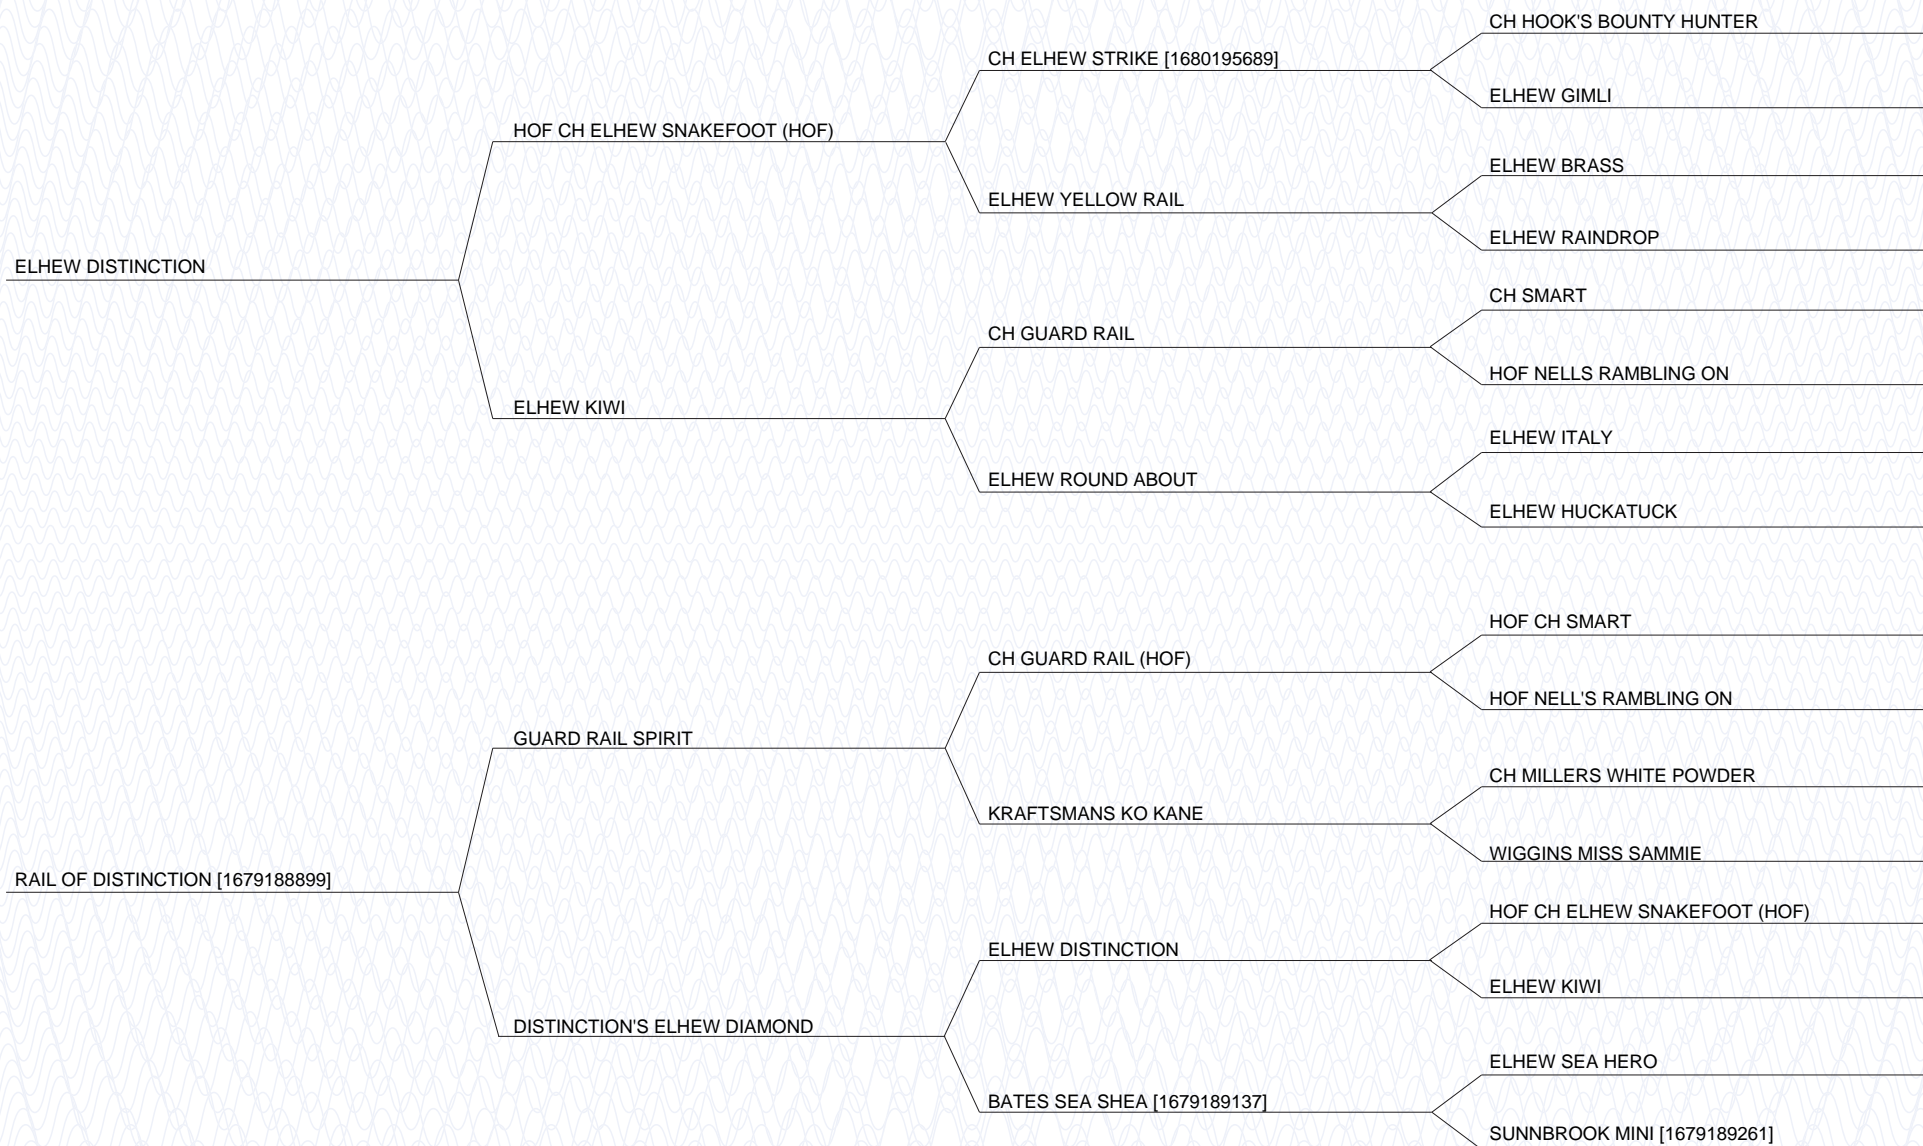 CH HOOK'S BOUNTY HUNTER
CH ELHEW STRIKE [1680195689]
ELHEW GIMLI
HOF CH ELHEW SNAKEFOOT (HOF)
ELHEW BRASS
ELHEW YELLOW RAIL
ELHEW RAINDROP
ELHEW DISTINCTION
CH SMART
CH GUARD RAIL
HOF NELLS RAMBLING ON
ELHEW KIWI
ELHEW ITALY
ELHEW ROUND ABOUT
ELHEW HUCKATUCK
HOF CH SMART
CH GUARD RAIL (HOF)
HOF NELL'S RAMBLING ON
GUARD RAIL SPIRIT
CH MILLERS WHITE POWDER
KRAFTSMANS KO KANE
WIGGINS MISS SAMMIE
RAIL OF DISTINCTION [1679188899]
HOF CH ELHEW SNAKEFOOT (HOF)
ELHEW DISTINCTION
ELHEW KIWI
DISTINCTION'S ELHEW DIAMOND
ELHEW SEA HERO
BATES SEA SHEA [1679189137]
SUNNBROOK MINI [1679189261]